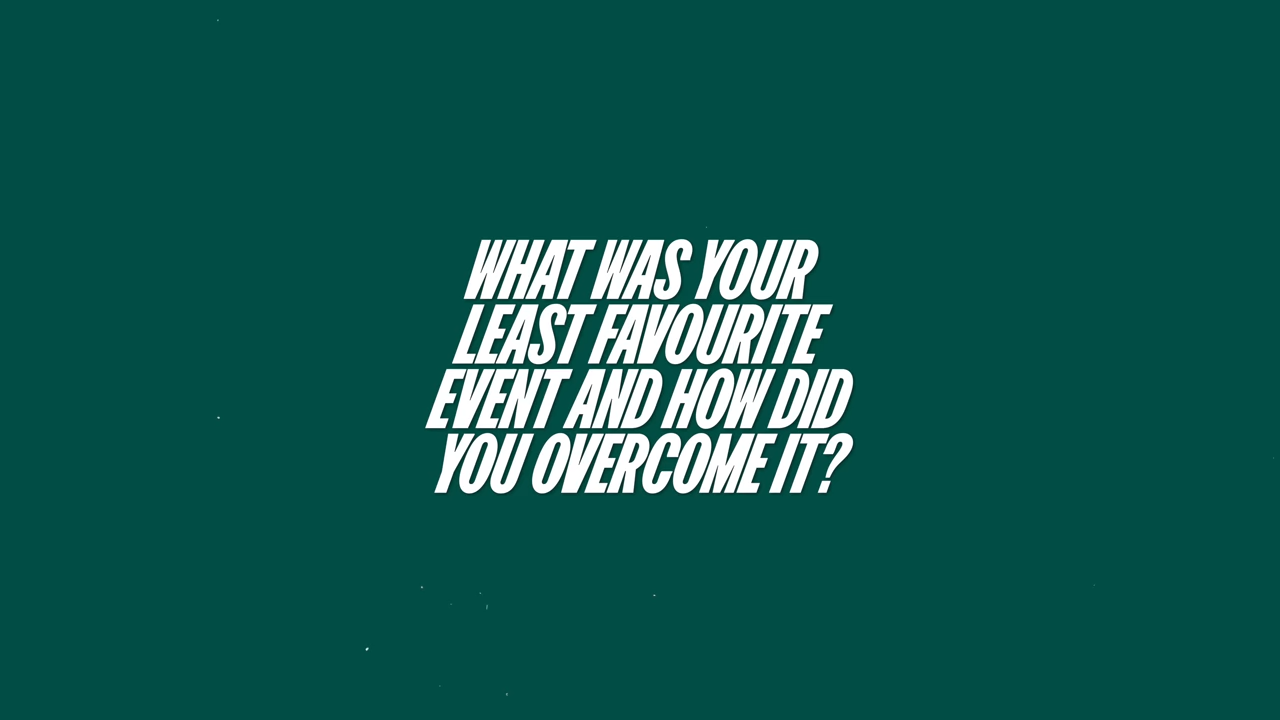 WHAT WAS YOUR
LEAST FAVOURITE
EVENT AND HOW DID
YOU OVERCOME IT?